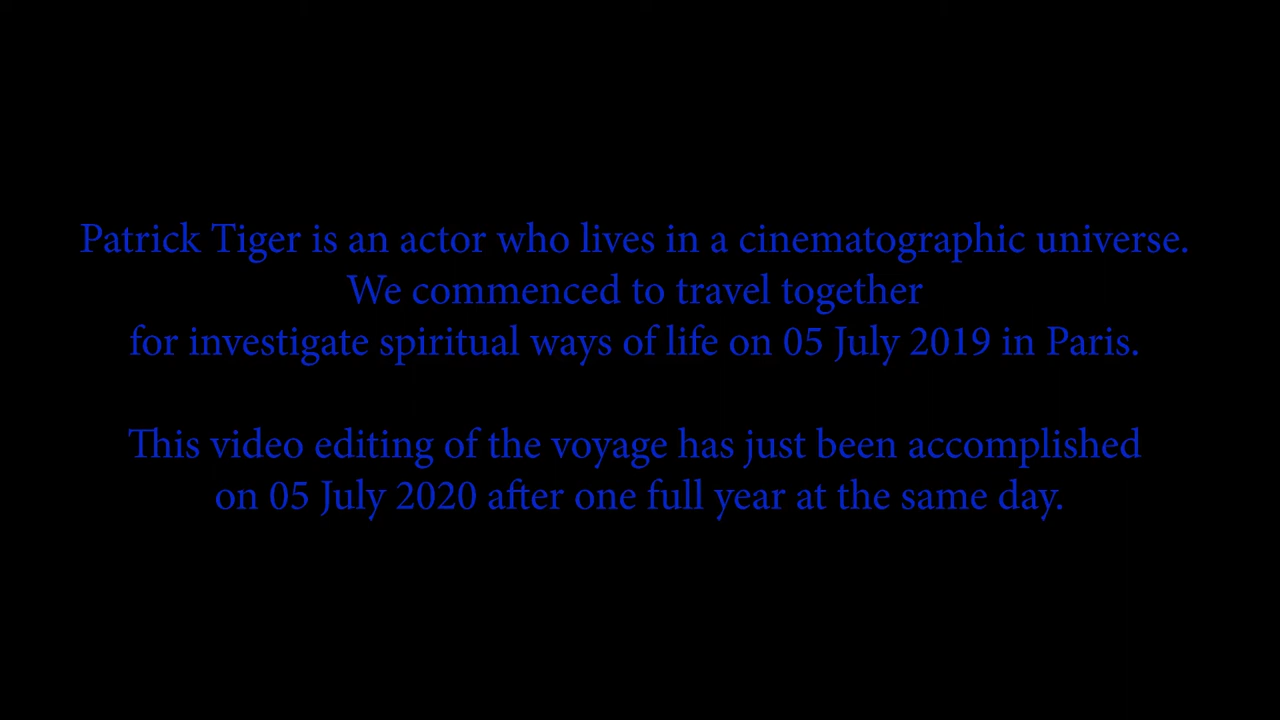 Patrick Tiger is an actor who lives in a cinematographic universe.
We commenced to travel together
for investigate spiritual ways of life on 05 July 2019 in Paris.
This video editing of the voyage has just been accomplished
on 05 July 2020 after one full year at the same day.